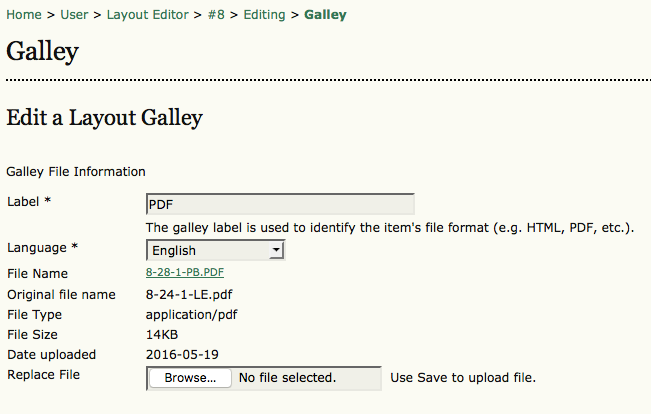 Home > User > Layout Editor > #8 > Editing > Galley
Galley
Edit a Layout Galley
Galley File Information
Label * PDF
The galley label is used to identify the item's file format (e.g. HTML, PDF, etc.).
Language * English
File Name 8-28-1-PB.PDF
Original file name 8-24-1-LE.pdf
File Type application/pdf
File Size 14KB
Date uploaded 2016-05-19
Replace File Browse... No file selected. Use Save to upload file.